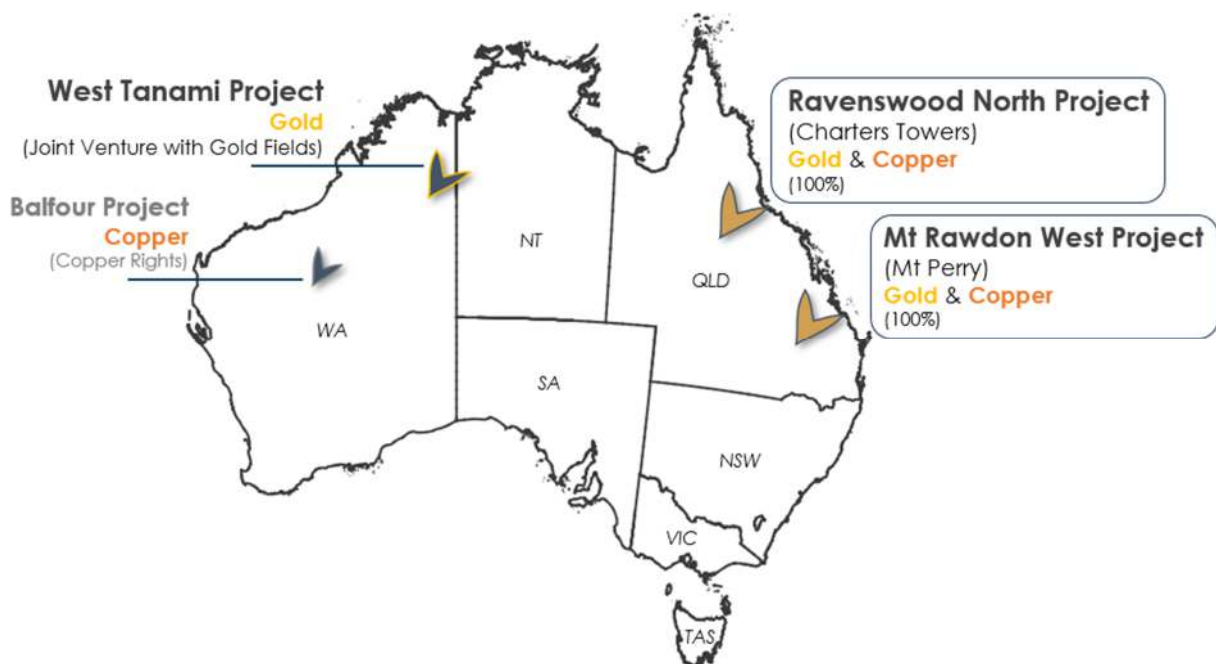 West Tanami Project
Gold
(Joint Venture with Gold Fields)
Balfour Project
Copper
(Copper Rights)
Ravenswood North Project
(Charters Towers)
Gold & Copper
(100%)
Mt Rawdon West Project
(Mt Perry)
Gold & Copper
(100%)
NT
QLD
WA
SA
NSW
VIC
TAS